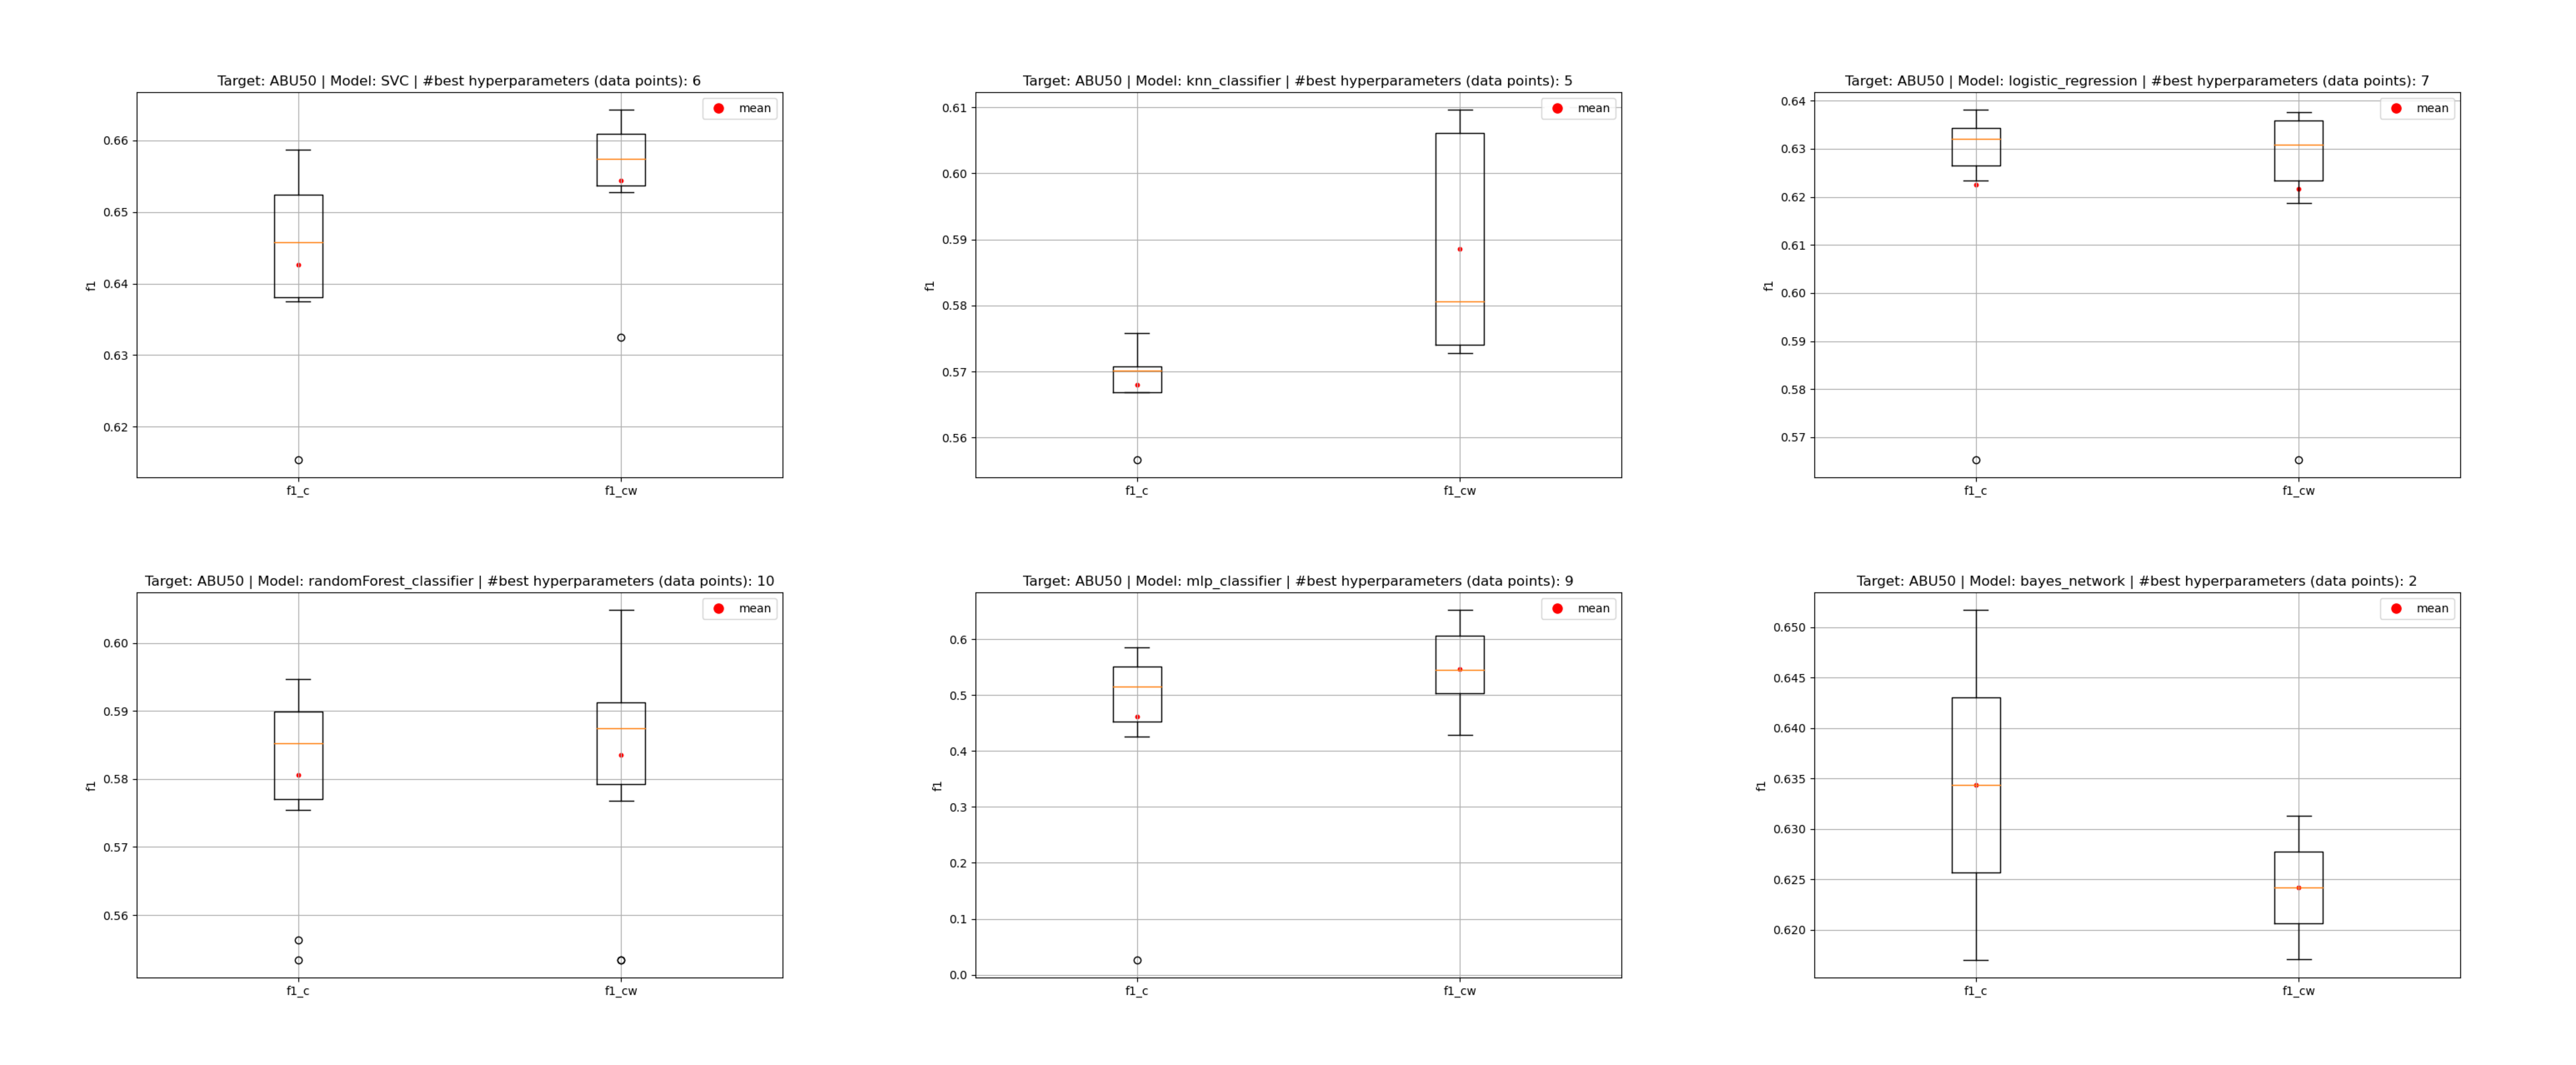 Target: ABU50 | Model: SVC | #best hyperparameters (data points): 6
mean
0.66
0.65
0.64
0.63
0.62
f1
f1_c
f1_cw
Target: ABU50 | Model: knn_classifier | #best hyperparameters (data points): 5
mean
0.61
0.60
0.59
0.58
0.57
0.56
f1
f1_c
f1_cw
Target: ABU50 | Model: logistic_regression | #best hyperparameters (data points): 7
mean
0.64
0.63
0.62
0.61
0.60
0.59
0.58
0.57
f1
f1_c
f1_cw
Target: ABU50 | Model: randomForest_classifier | #best hyperparameters (data points): 10
mean
0.60
0.59
0.58
0.57
0.56
f1
f1_c
f1_cw
Target: ABU50 | Model: mlp_classifier | #best hyperparameters (data points): 9
mean
0.6
0.5
0.4
0.3
0.2
0.1
0.0
f1
f1_c
f1_cw
Target: ABU50 | Model: bayes_network | #best hyperparameters (data points): 2
mean
0.650
0.645
0.640
0.635
0.630
0.625
0.620
f1
f1_c
f1_cw